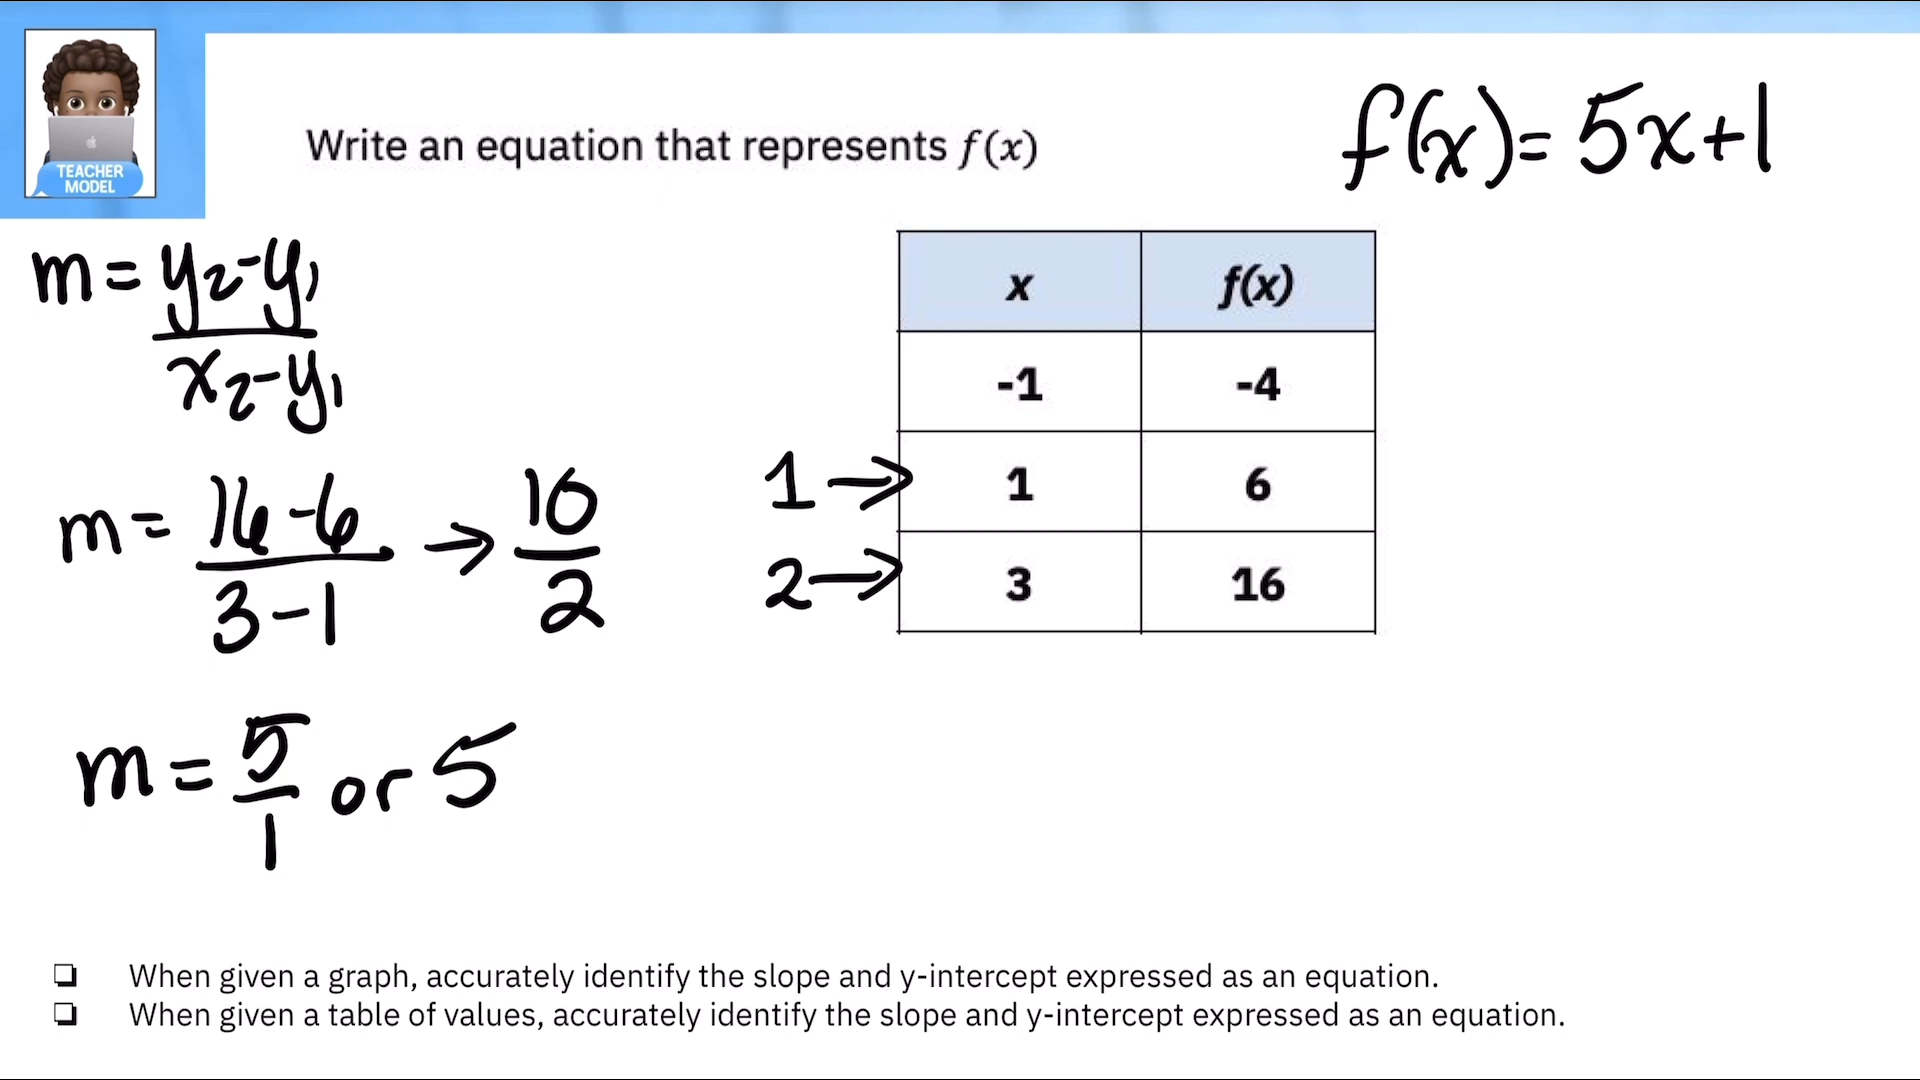 TEACHER
MODEL
Write an equation that represents f(x)
f(x)= 5x+1
m = y₂-y₁
x₂-y₁
m = 16-6 → 10
3-1 2
m = 5 or 5
1
x f(x)
-1 -4
1 → 1 6
2 → 3 16
❏ When given a graph, accurately identify the slope and y-intercept expressed as an equation.
❏ When given a table of values, accurately identify the slope and y-intercept expressed as an equation.